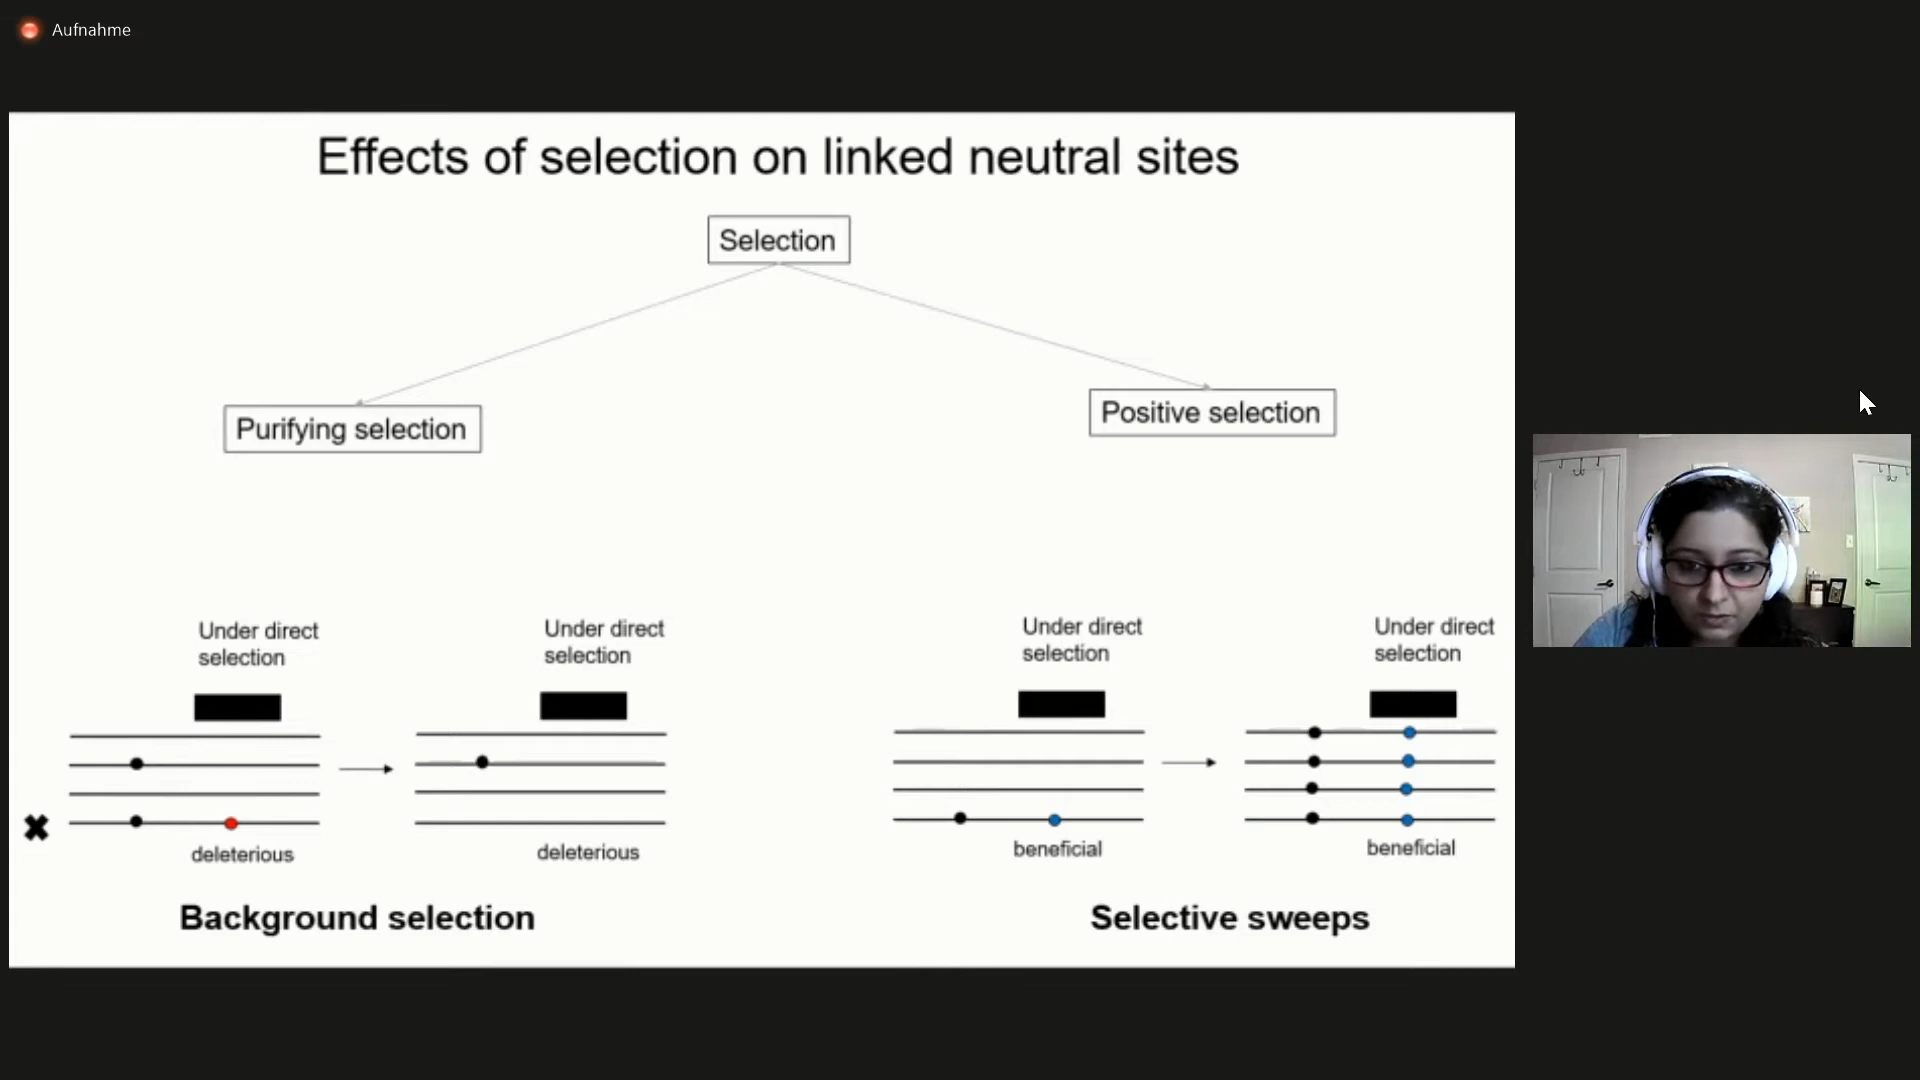 Aufnahme
Effects of selection on linked neutral sites
Selection
Purifying selection
Positive selection
Under direct
selection
Under direct
selection
Under direct
selection
Under direct
selection
deleterious
deleterious
beneficial
beneficial
Background selection
Selective sweeps